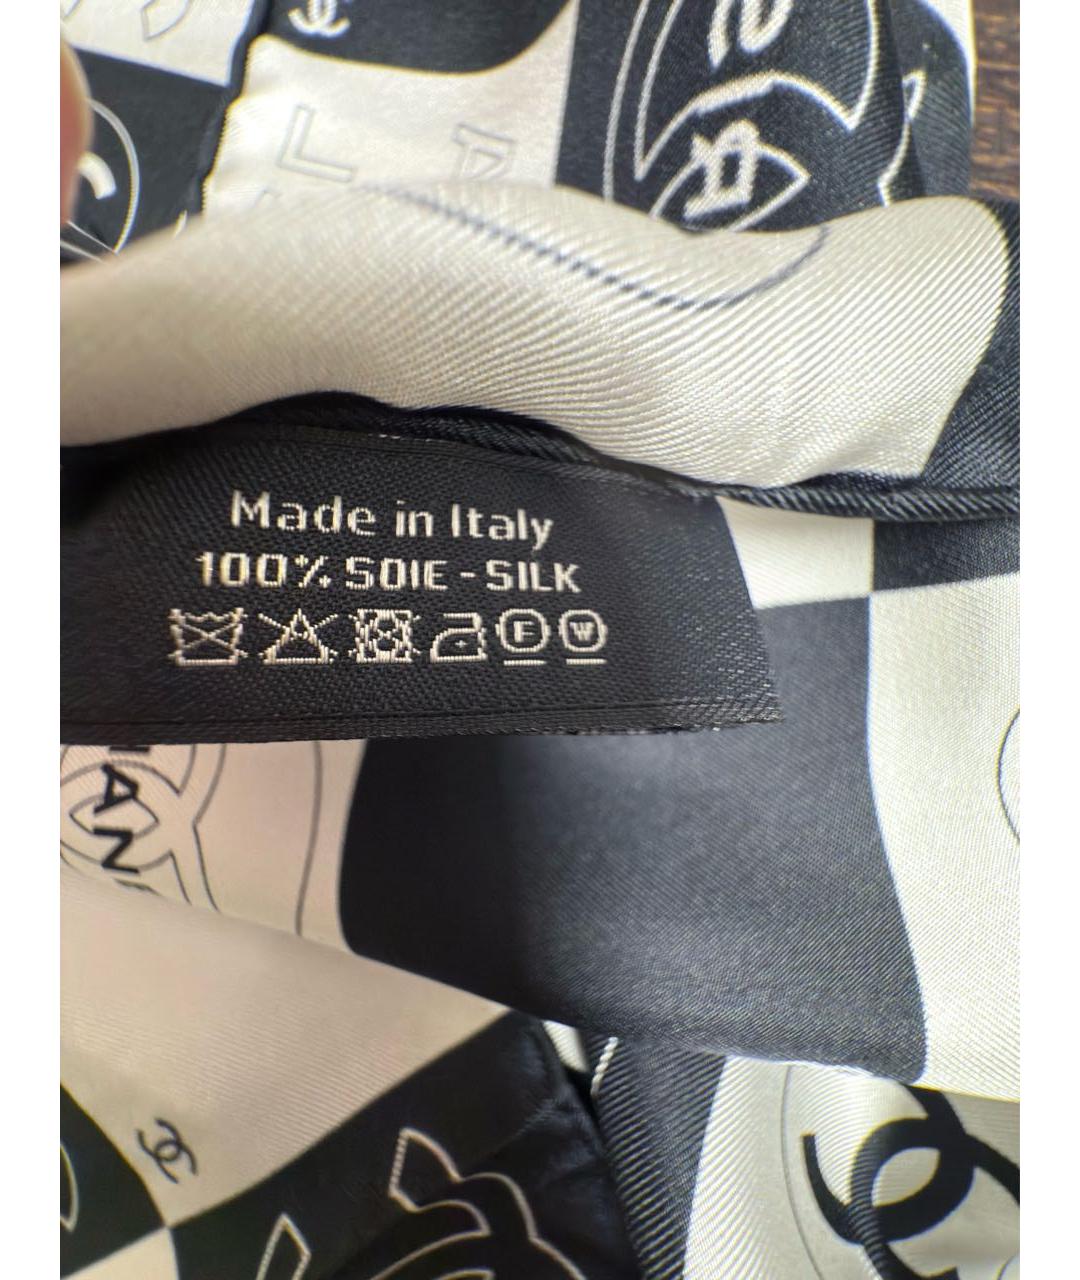 Made in Italy
100% SOIE - SILK
F W